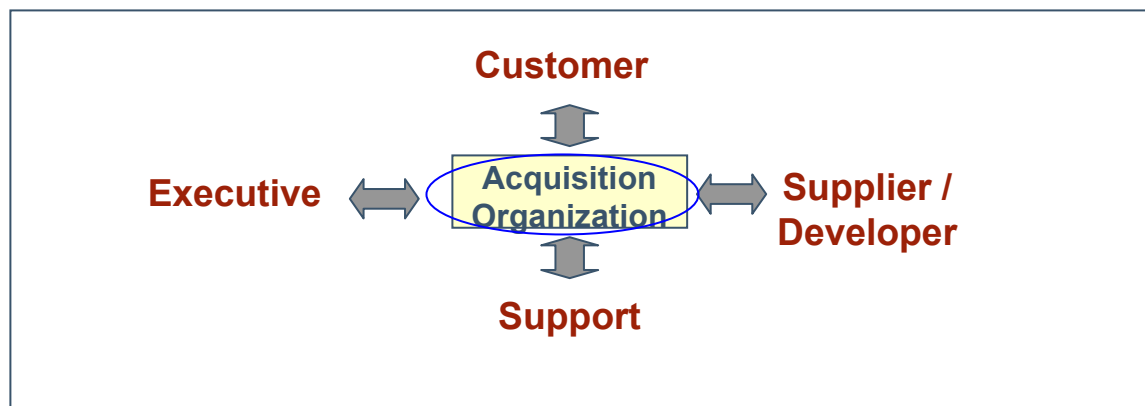 Customer
Executive
Acquisition
Organization
Supplier /
Developer
Support